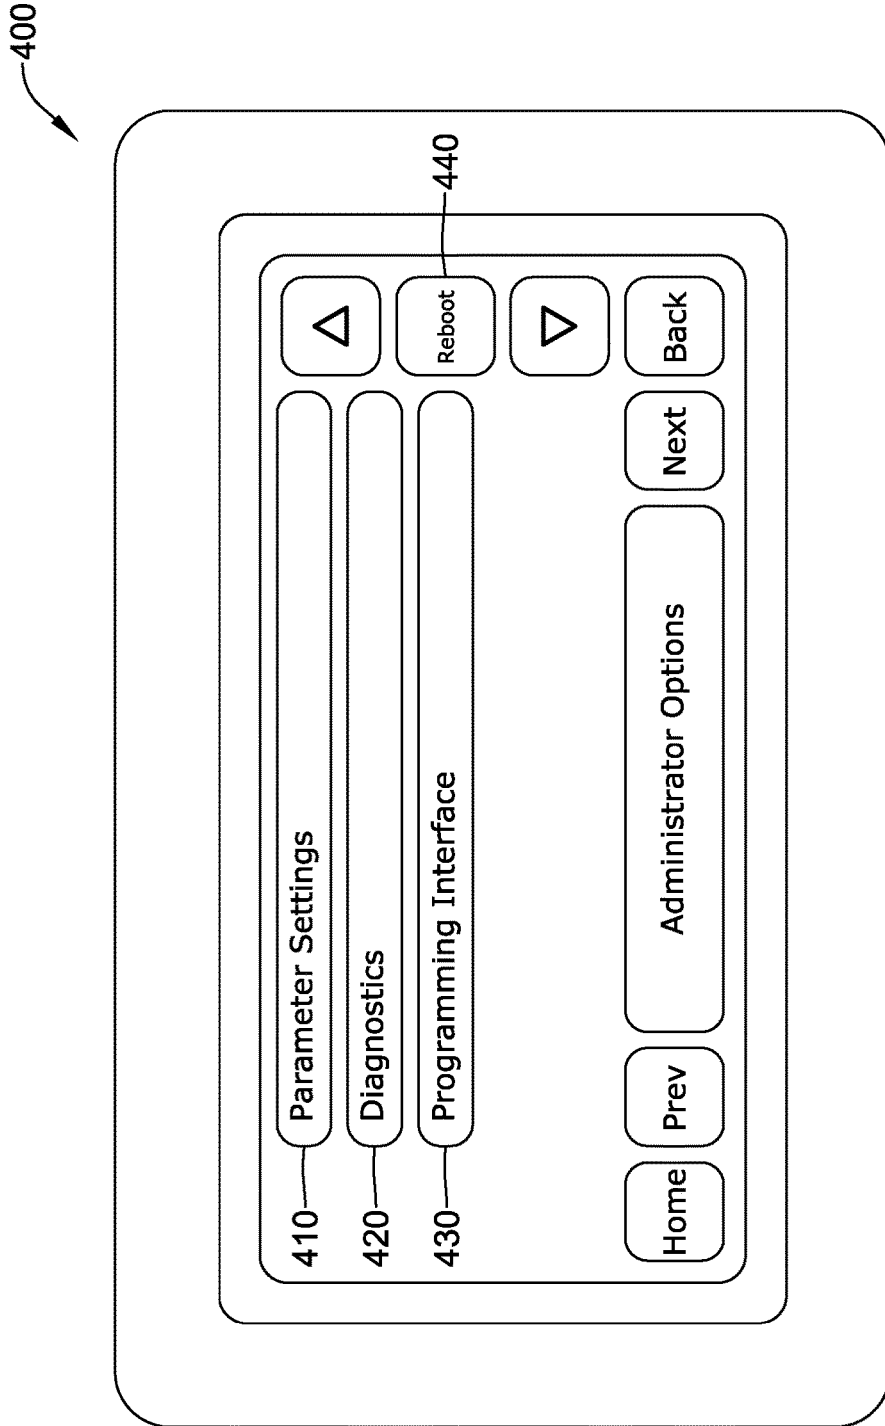 400
410
Parameter Settings
420
Diagnostics
430
Programming Interface
Reboot
440
Home
Prev
Administrator Options
Next
Back